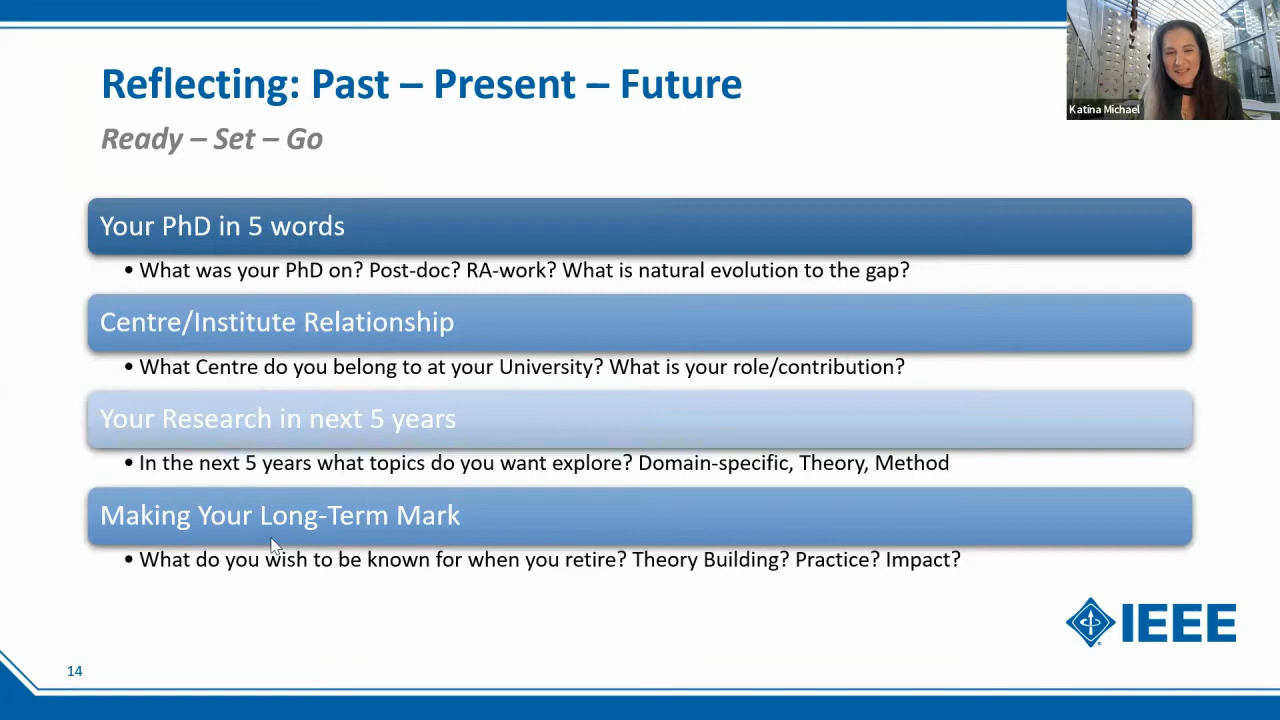 Reflecting: Past – Present – Future
Katina Michael
Ready – Set – Go
Your PhD in 5 words
• What was your PhD on? Post-doc? RA-work? What is natural evolution to the gap?
Centre/Institute Relationship
• What Centre do you belong to at your University? What is your role/contribution?
Your Research in next 5 years
• In the next 5 years what topics do you want explore? Domain-specific, Theory, Method
Making Your Long-Term Mark
• What do you wish to be known for when you retire? Theory Building? Practice? Impact?
IEEE
14